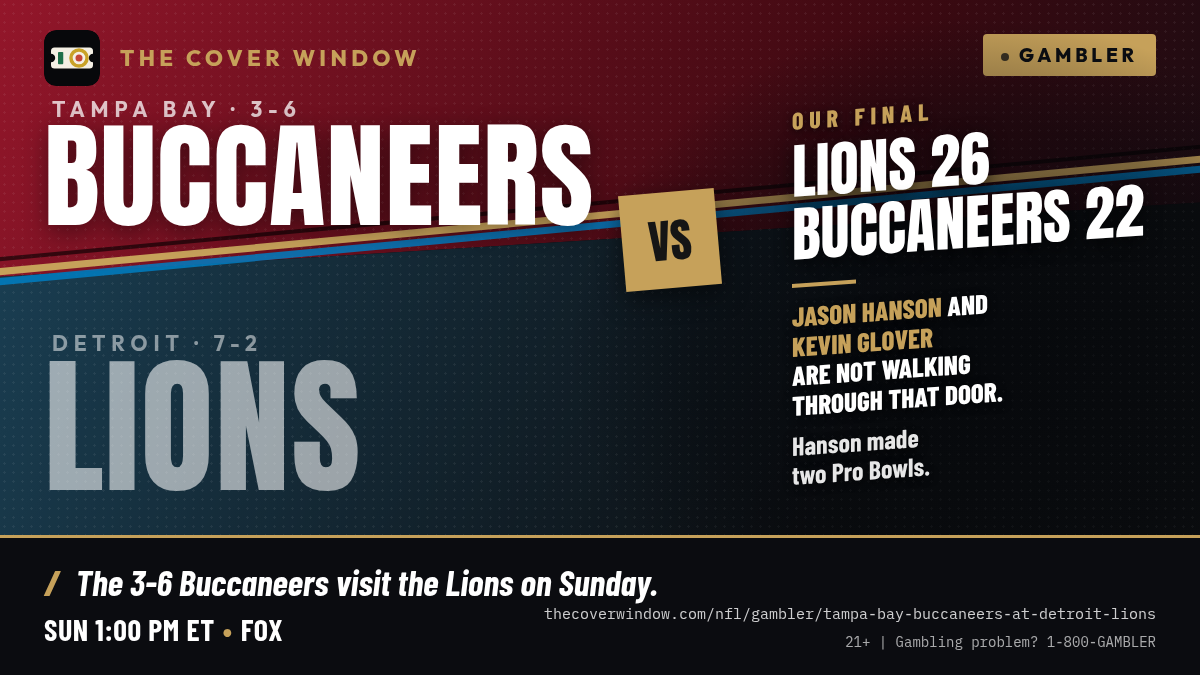 THE COVER WINDOW
• GAMBLER
TAMPA BAY · 3-6
BUCCANEERS
VS
DETROIT · 7-2
LIONS
OUR FINAL
LIONS 26
BUCCANEERS 22
JASON HANSON AND
KEVIN GLOVER
ARE NOT WALKING
THROUGH THAT DOOR.
Hanson made
two Pro Bowls.
/ The 3-6 Buccaneers visit the Lions on Sunday.
SUN 1:00 PM ET • FOX
thecoverwindow.com/nfl/gambler/tampa-bay-buccaneers-at-detroit-lions
21+ | Gambling problem? 1-800-GAMBLER